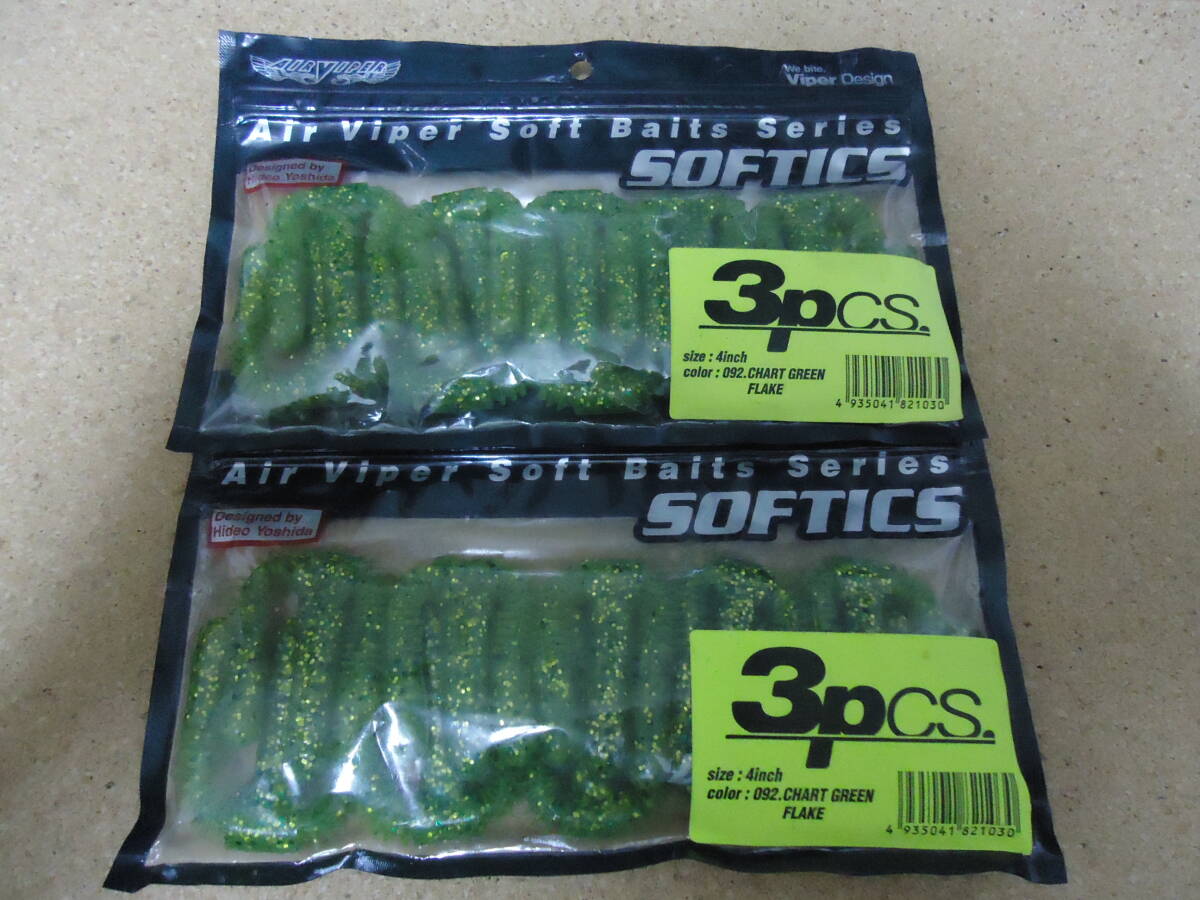 AIR VIPER
We bite.
Viper Design
Air Viper Soft Baits Series
SOFTICS
Designed by
Hideo Yoshida
3pcs.
size : 4inch
color : 092.CHART GREEN
FLAKE
4 935041 821030
Air Viper Soft Baits Series
SOFTICS
Designed by
Hideo Yoshida
3pcs.
size : 4inch
color : 092.CHART GREEN
FLAKE
4 935041 821030